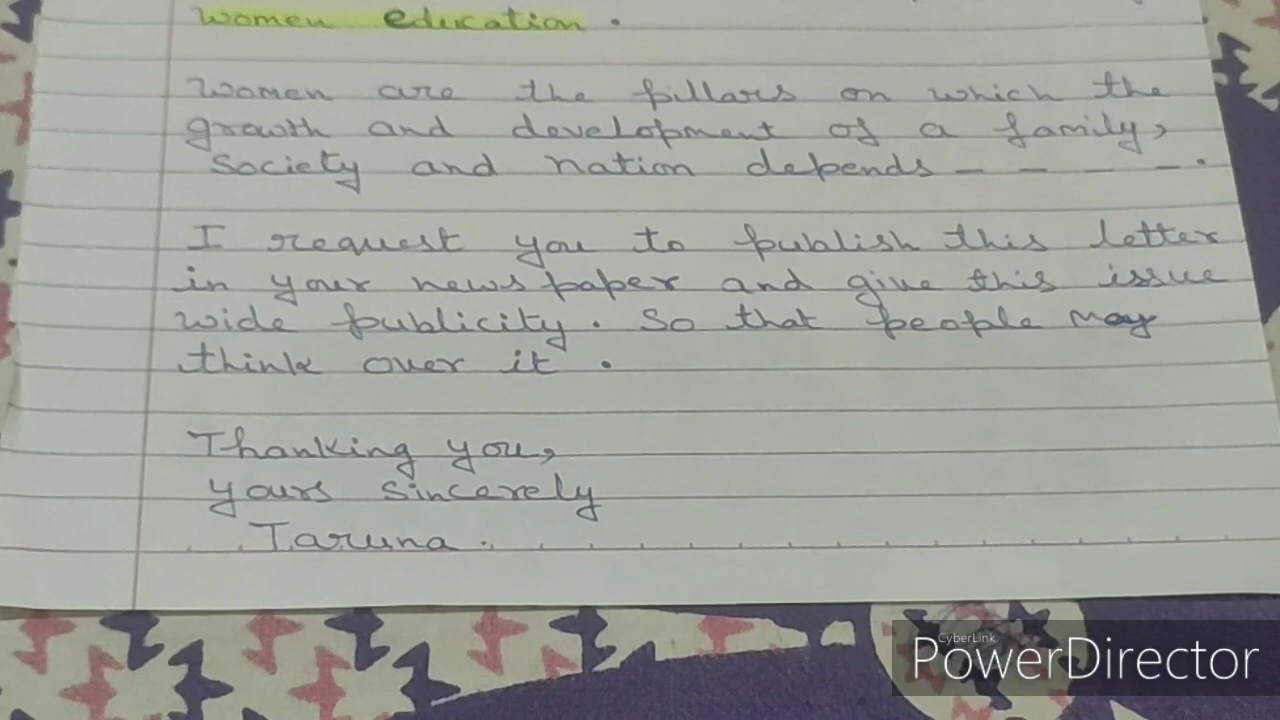 women education.
Women are the pillars on which the
growth and development of a family,
society and nation depends - - - - .
I request you to publish this letter
in your newspaper and give this issue
wide publicity. So that people may
think over it .
Thanking you,
yours sincerely
Taruna .
CyberLink
PowerDirector